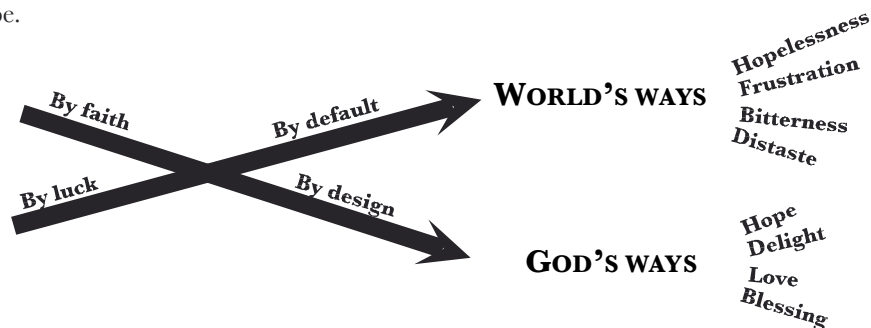 be.
By faith
By default
By luck
By design
WORLD'S WAYS
Hopelessness
Frustration
Bitterness
Distaste
GOD'S WAYS
Hope
Delight
Love
Blessing